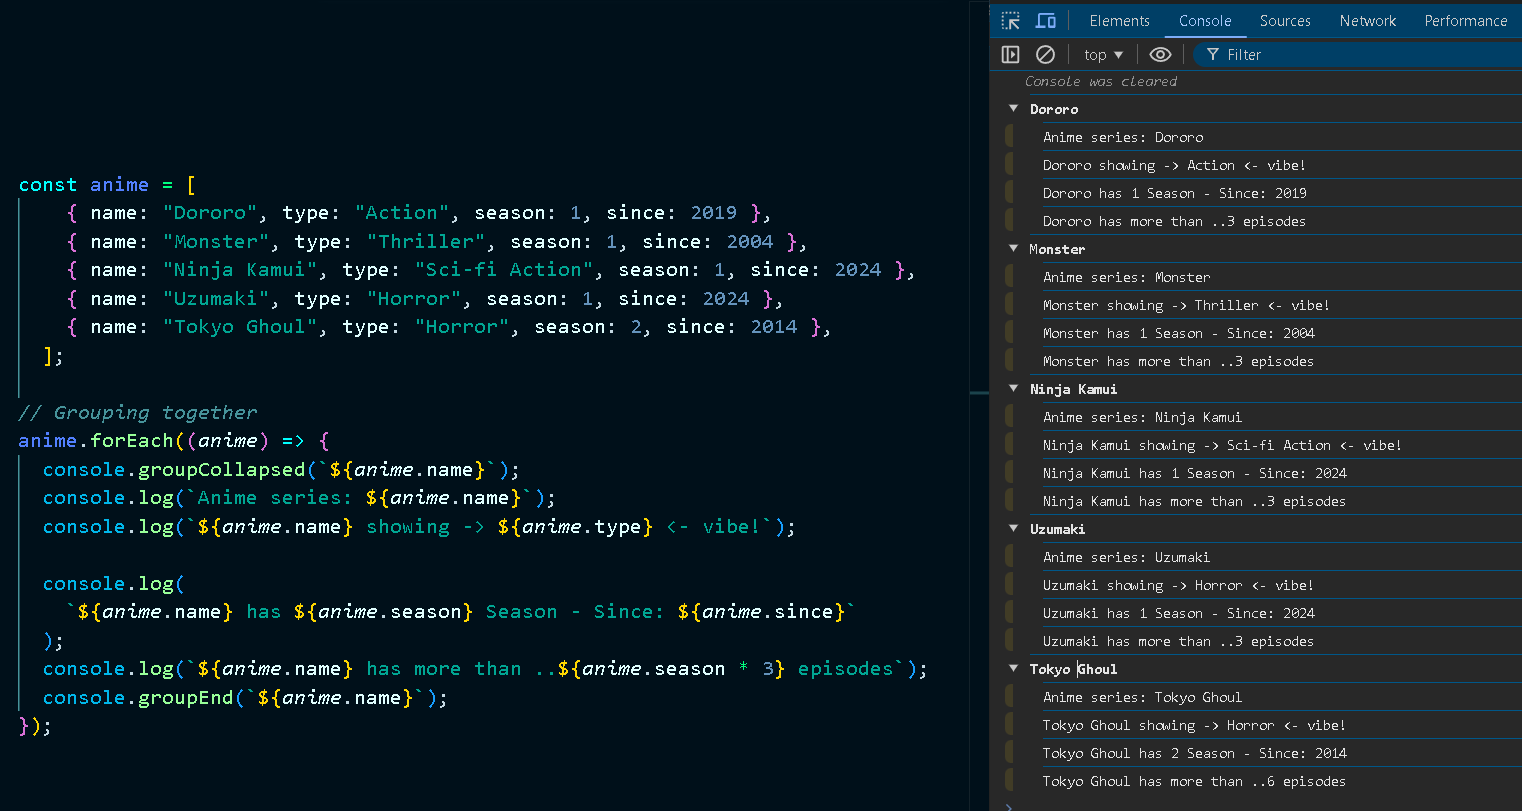 const anime = [
{ name: "Dororo", type: "Action", season: 1, since: 2019 },
{ name: "Monster", type: "Thriller", season: 1, since: 2004 },
{ name: "Ninja Kamui", type: "Sci-fi Action", season: 1, since: 2024 },
{ name: "Uzumaki", type: "Horror", season: 1, since: 2024 },
{ name: "Tokyo Ghoul", type: "Horror", season: 2, since: 2014 },
];
// Grouping together
anime.forEach((anime) => {
console.groupCollapsed(`${anime.name}`);
console.log(`Anime series: ${anime.name}`);
console.log(`${anime.name} showing -> ${anime.type} <- vibe!`);
console.log(
`${anime.name} has ${anime.season} Season - Since: ${anime.since}`
);
console.log(`${anime.name} has more than ..${anime.season * 3} episodes`);
console.groupEnd(`${anime.name}`);
});
Elements Console Sources Network Performance
top Filter
Console was cleared
Dororo
Anime series: Dororo
Dororo showing -> Action <- vibe!
Dororo has 1 Season - Since: 2019
Dororo has more than ..3 episodes
Monster
Anime series: Monster
Monster showing -> Thriller <- vibe!
Monster has 1 Season - Since: 2004
Monster has more than ..3 episodes
Ninja Kamui
Anime series: Ninja Kamui
Ninja Kamui showing -> Sci-fi Action <- vibe!
Ninja Kamui has 1 Season - Since: 2024
Ninja Kamui has more than ..3 episodes
Uzumaki
Anime series: Uzumaki
Uzumaki showing -> Horror <- vibe!
Uzumaki has 1 Season - Since: 2024
Uzumaki has more than ..3 episodes
Tokyo Ghoul
Anime series: Tokyo Ghoul
Tokyo Ghoul showing -> Horror <- vibe!
Tokyo Ghoul has 2 Season - Since: 2014
Tokyo Ghoul has more than ..6 episodes